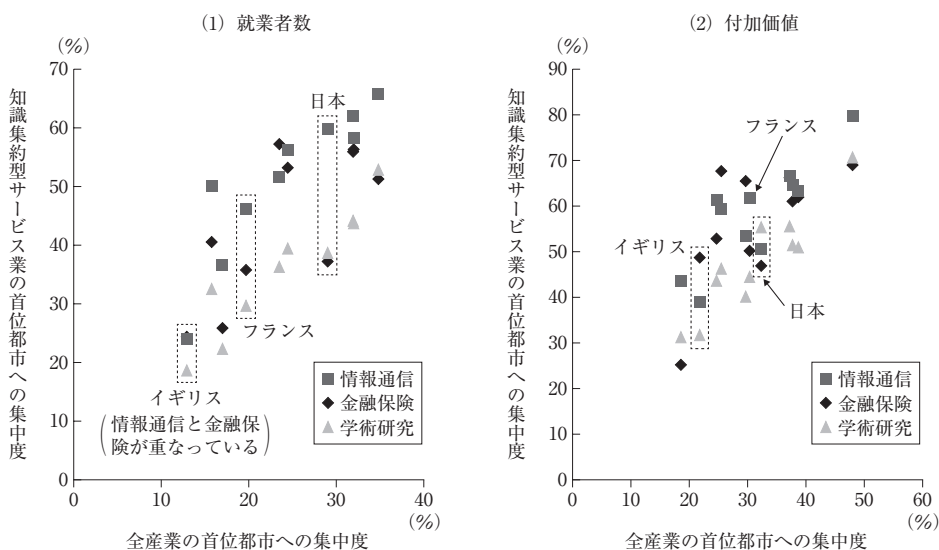 (1) 就業者数
(%)
70
60
50
40
30
20
10
0
0
10
20
30
40
(%)
知識集約型サービス業の首位都市への集中度
全産業の首位都市への集中度
日本
フランス
イギリス
(情報通信と金融保
険が重なっている)
情報通信
金融保険
学術研究
(2) 付加価値
(%)
90
80
70
60
50
40
30
20
10
0
0
10
20
30
40
50
60
(%)
知識集約型サービス業の首位都市への集中度
全産業の首位都市への集中度
フランス
イギリス
日本
情報通信
金融保険
学術研究